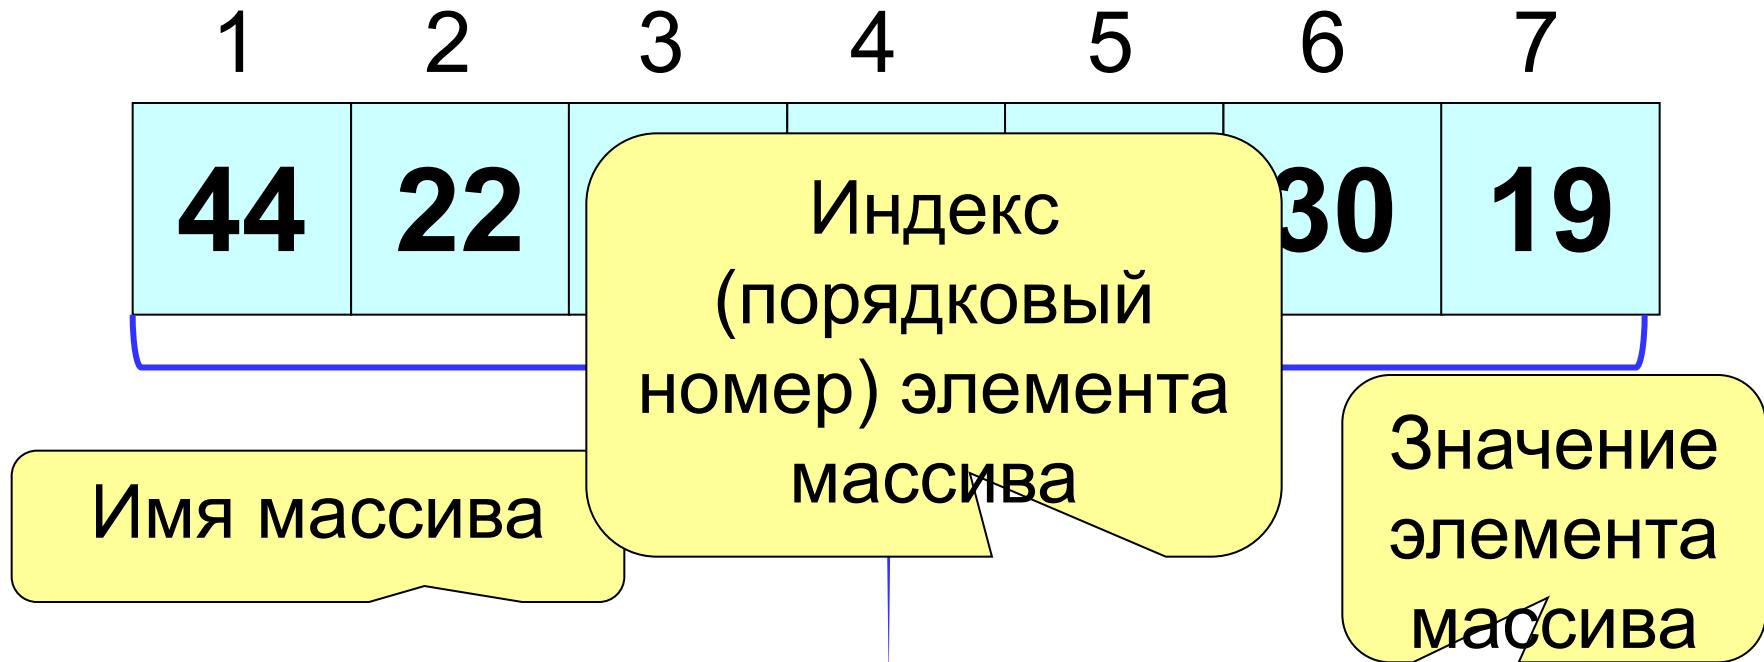 1 2 3 4 5 6 7
44 22 30 19
Индекс
(порядковый
номер) элемента
массива
Имя массива
Значение
элемента
массива